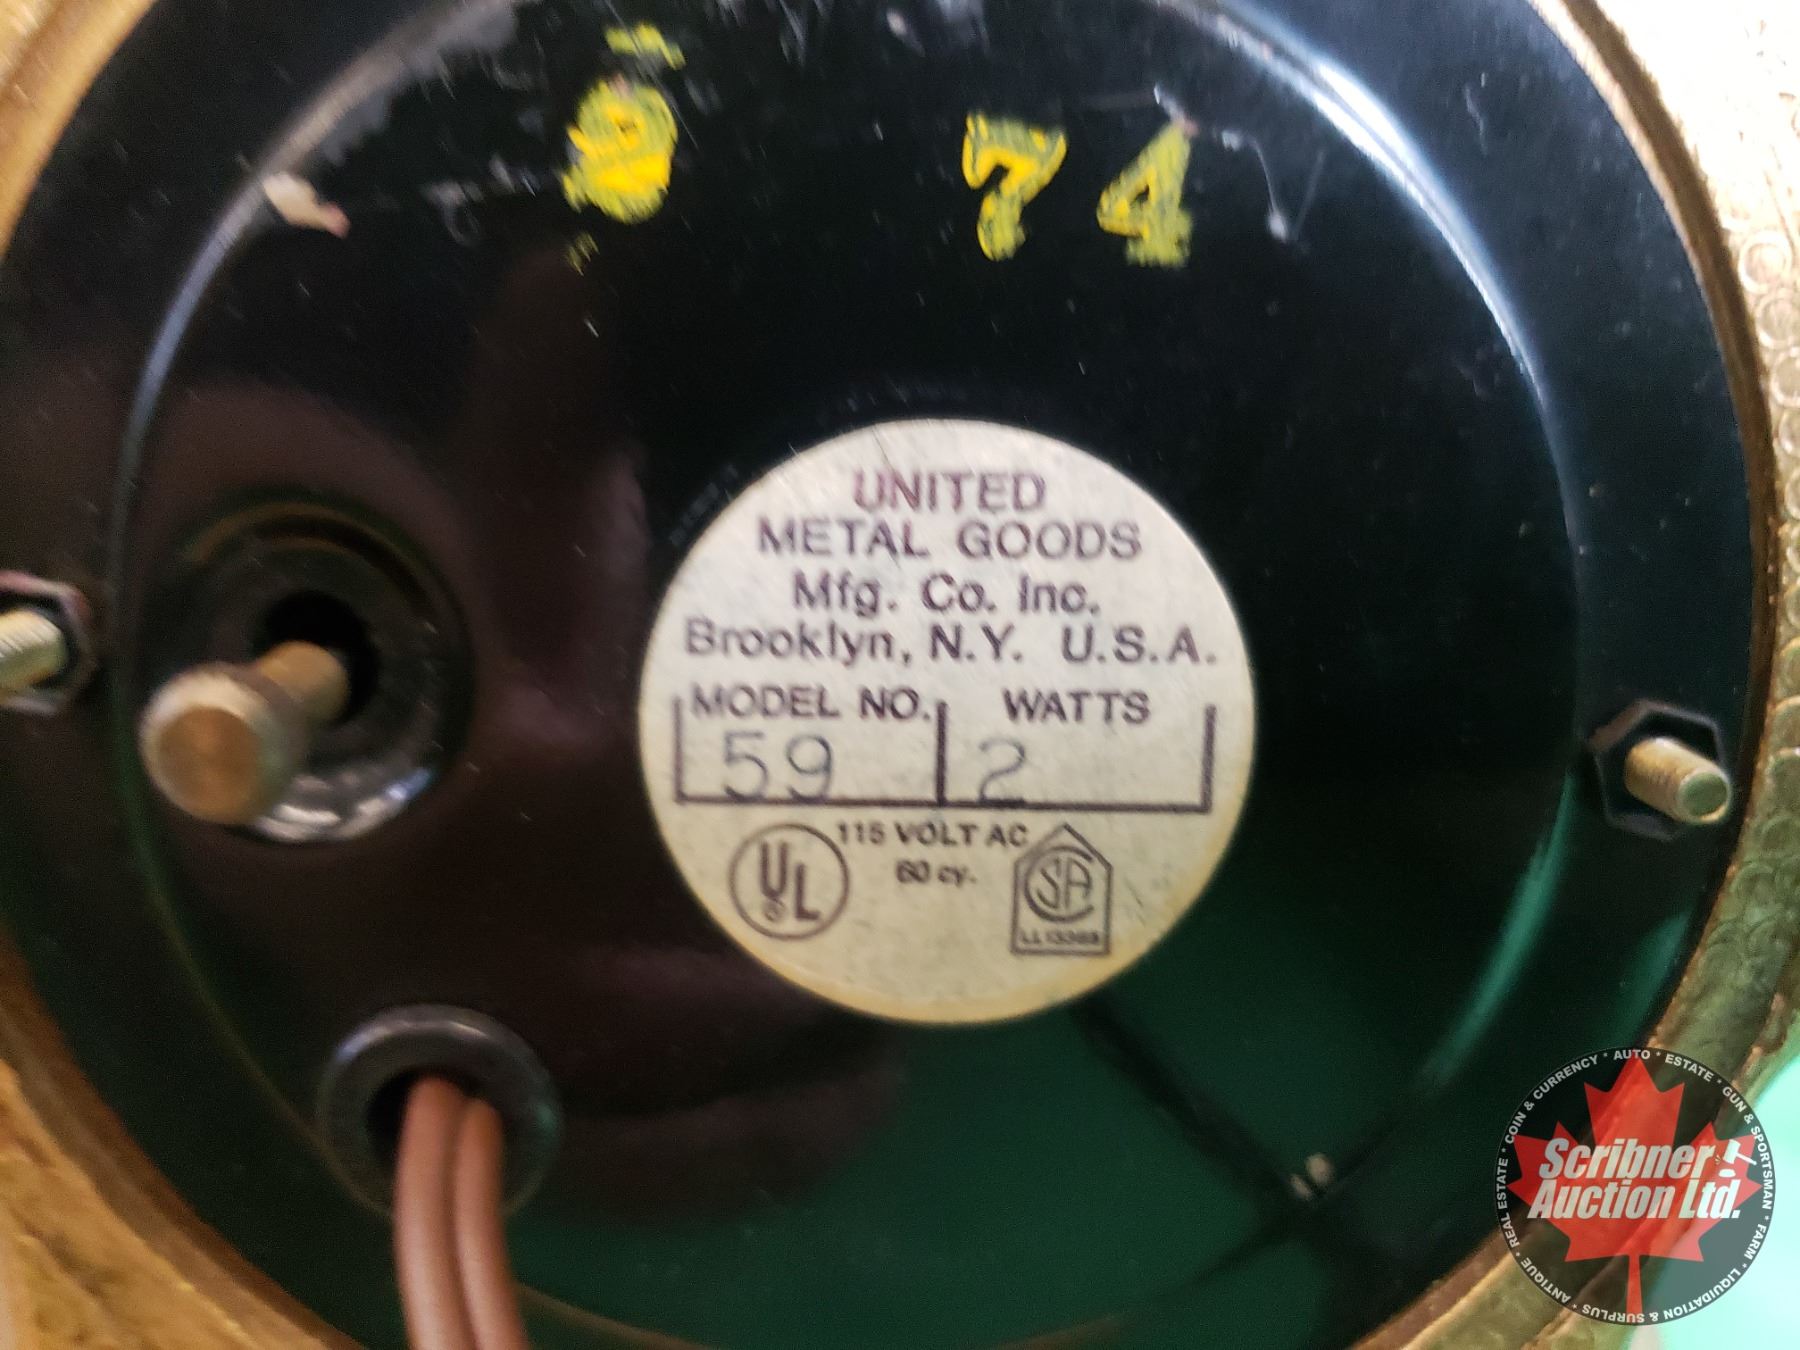 74
UNITED
METAL GOODS
Mfg. Co. Inc.
Brooklyn, N.Y. U.S.A.
MODEL NO. WATTS
59 2
115 VOLT AC
60 cy.
UL
CSA
Scribner
Auction Ltd.
COIN & CURRENCY * AUTO * ESTATE * GUN & SPORTSMAN * FARM * LIQUIDATION & SURPLUS * ANTIQUE * REAL ESTATE *